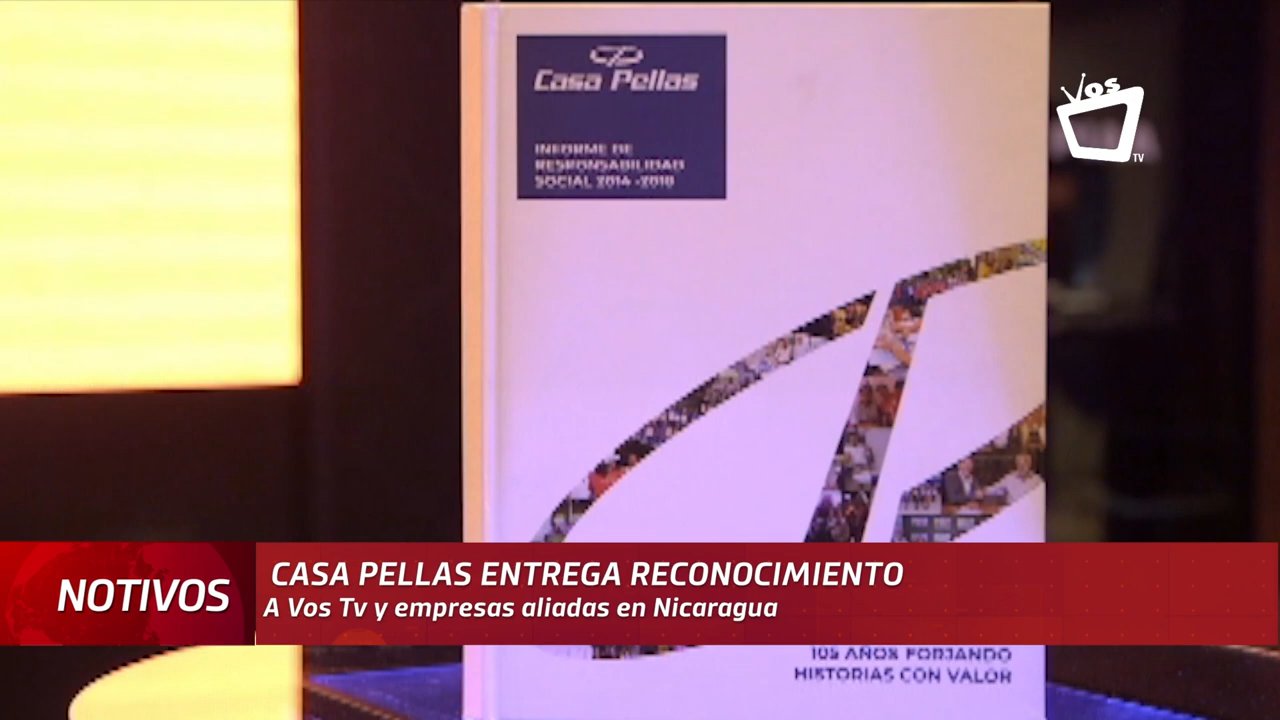 Casa Pellas
INFORME DE
RESPONSABILIDAD
SOCIAL 2014 -2018
VOS
TV
NOTIVOS
CASA PELLAS ENTREGA RECONOCIMIENTO
A Vos Tv y empresas aliadas en Nicaragua
105 AÑOS FORJANDO
HISTORIAS CON VALOR